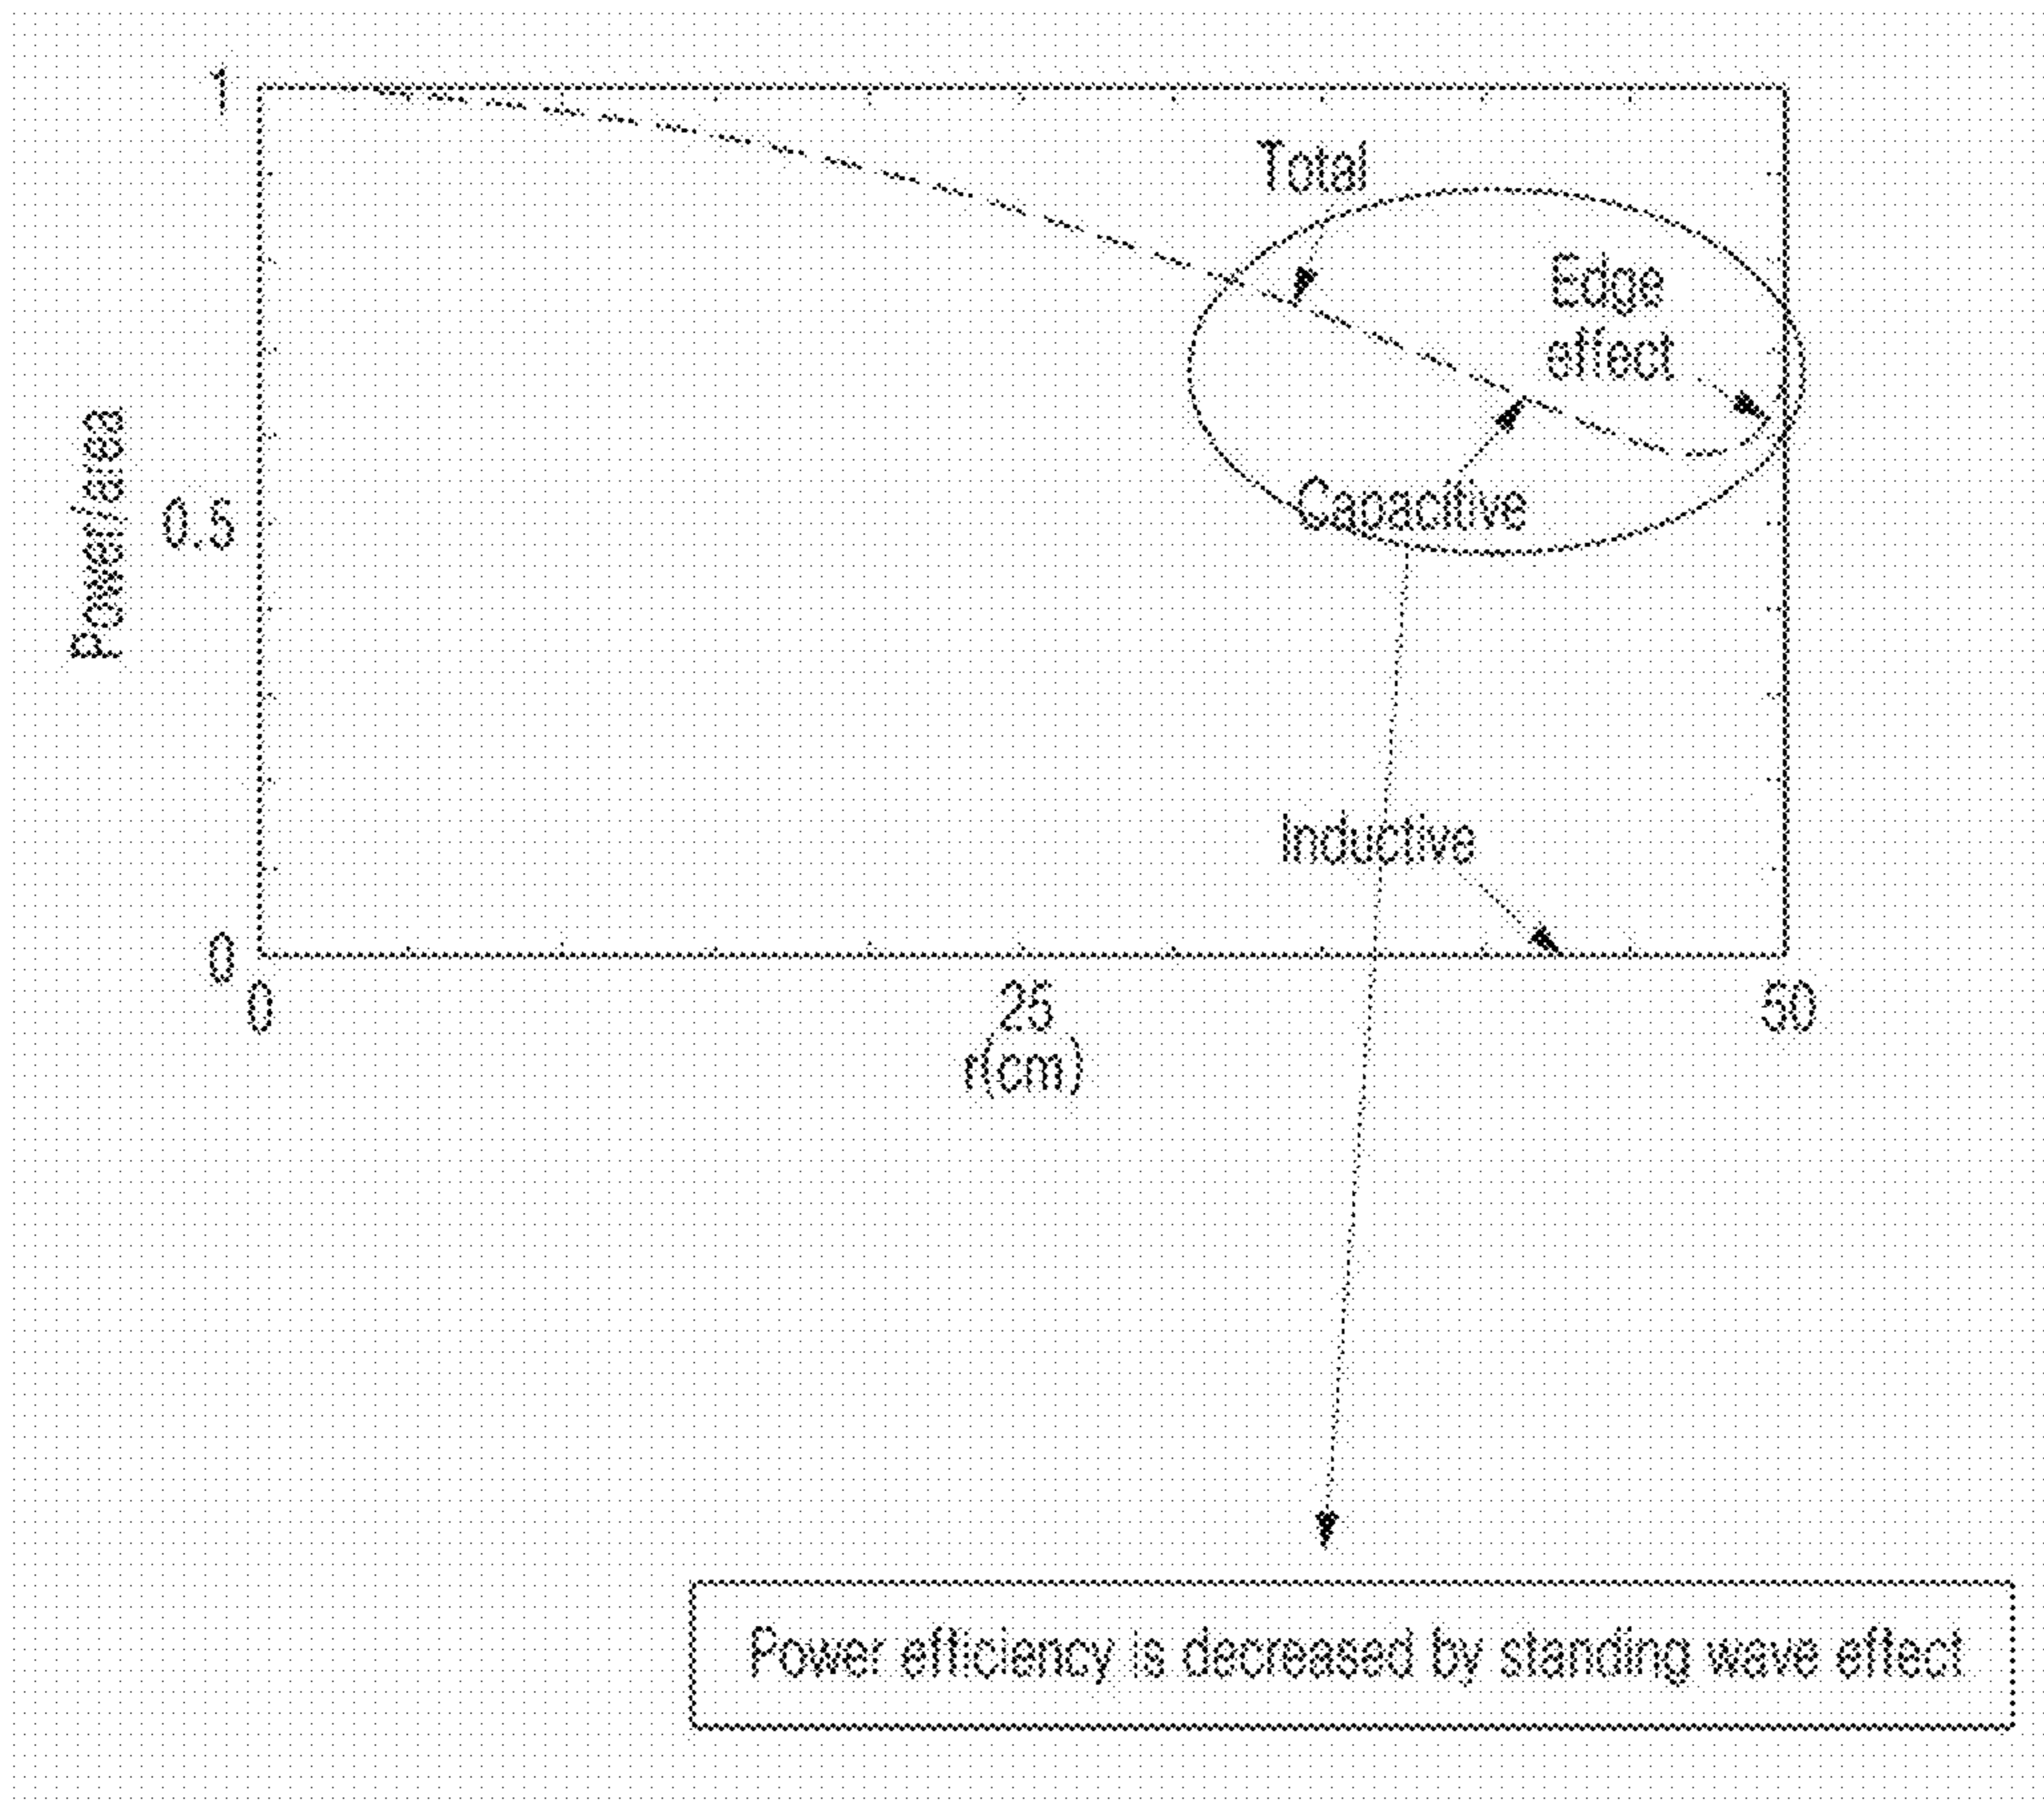 1
Total
Edge
effect
Capacitive
Power/area
0.5
Inductive
0
0
25
50
r(cm)
Power efficiency is decreased by standing wave effect